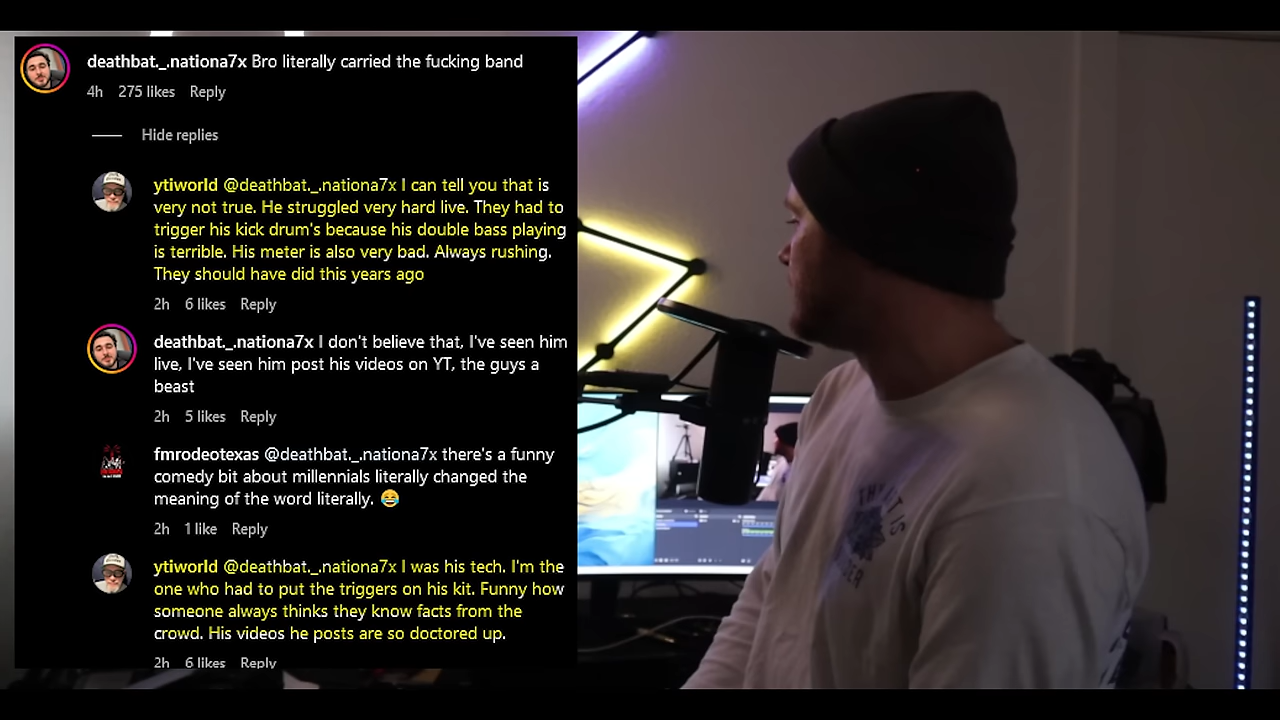 deathbat._.nationa7x Bro literally carried the fucking band
4h 275 likes Reply
Hide replies
ytiworld @deathbat._.nationa7x I can tell you that is
very not true. He struggled very hard live. They had to
trigger his kick drum's because his double bass playing
is terrible. His meter is also very bad. Always rushing.
They should have did this years ago
2h 6 likes Reply
deathbat._.nationa7x I don't believe that, I've seen him
live, I've seen him post his videos on YT, the guys a
beast
2h 5 likes Reply
fmrodeotexas @deathbat._.nationa7x there's a funny
comedy bit about millennials literally changed the
meaning of the word literally. 😂
2h 1 like Reply
ytiworld @deathbat._.nationa7x I was his tech. I'm the
one who had to put the triggers on his kit. Funny how
someone always thinks they know facts from the
crowd. His videos he posts are so doctored up.
2h 6 likes Reply